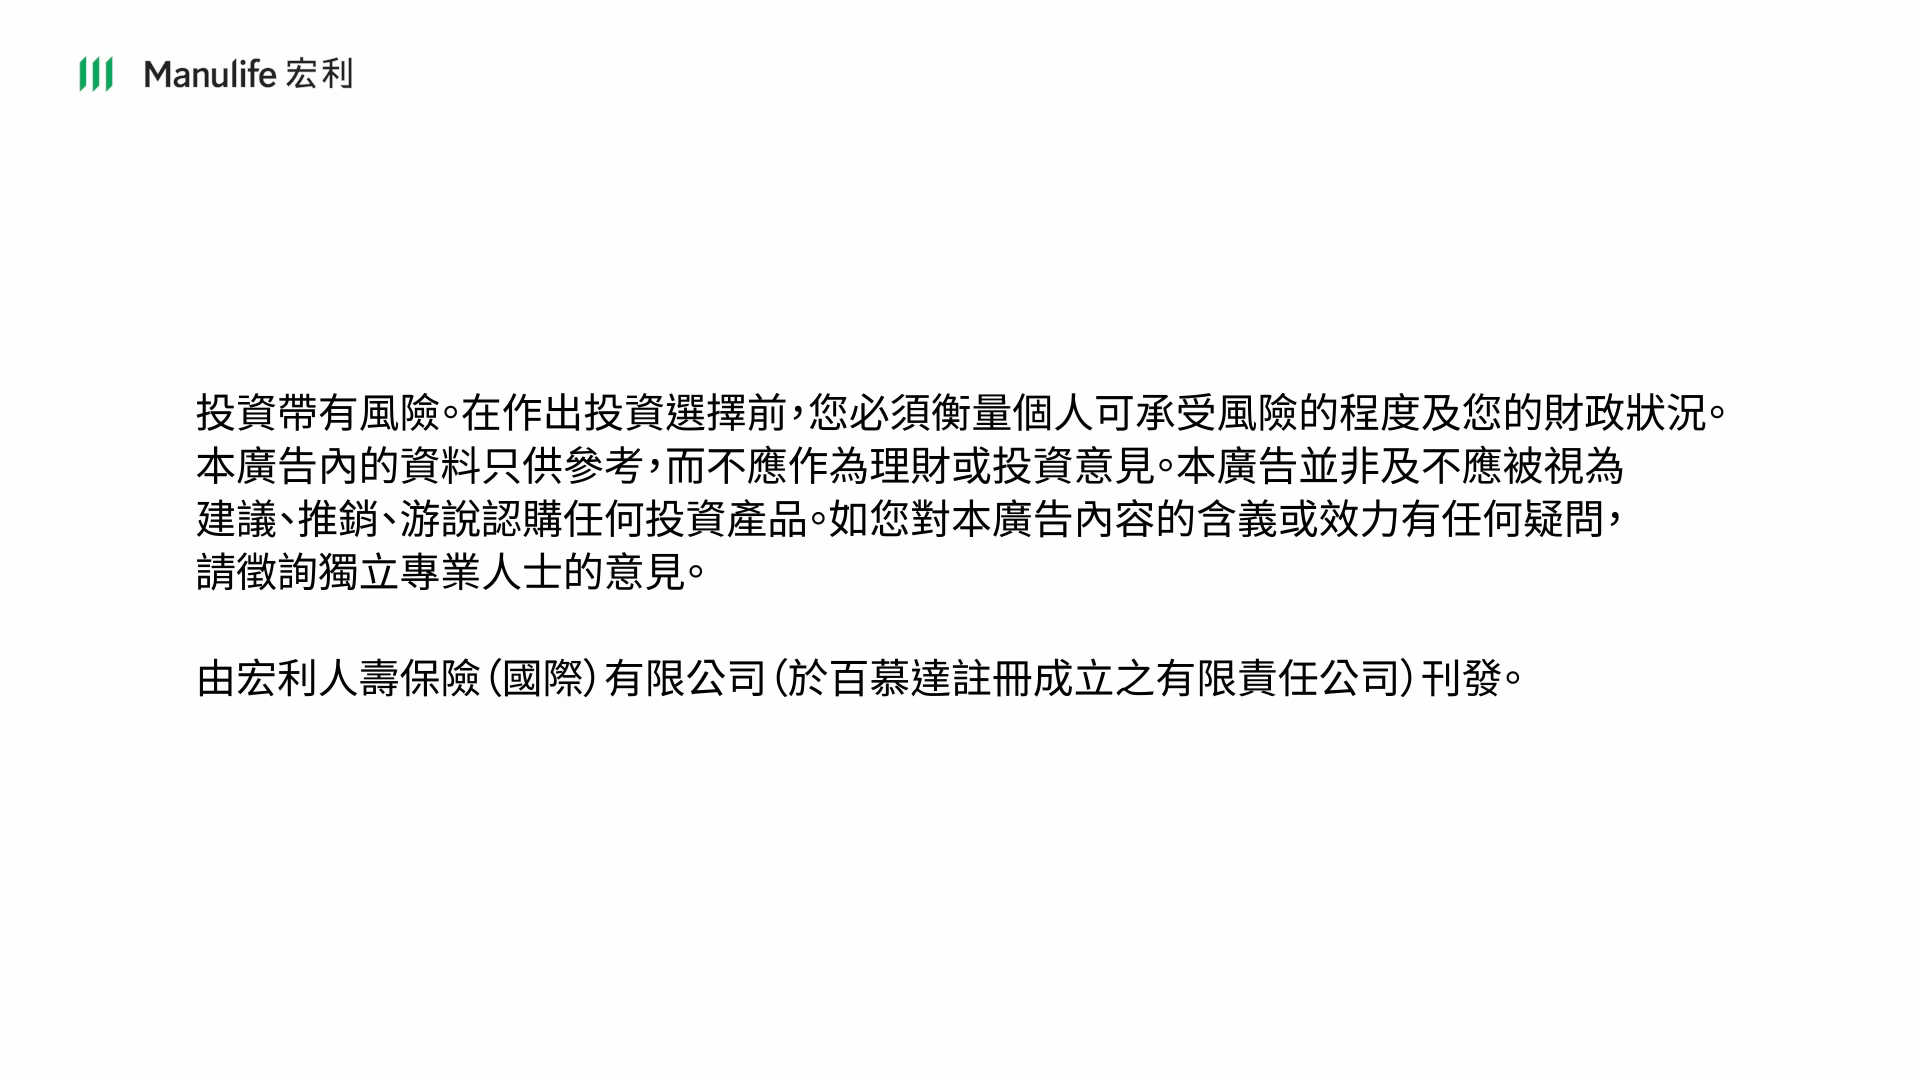 Manulife 宏利
投資帶有風險。在作出投資選擇前，您必須衡量個人可承受風險的程度及您的財政狀況。
本廣告內的資料只供參考，而不應作為理財或投資意見。本廣告並非及不應被視為
建議、推銷、游說認購任何投資產品。如您對本廣告內容的含義或效力有任何疑問，
請徵詢獨立專業人士的意見。
由宏利人壽保險（國際）有限公司（於百慕達註冊成立之有限責任公司）刊發。